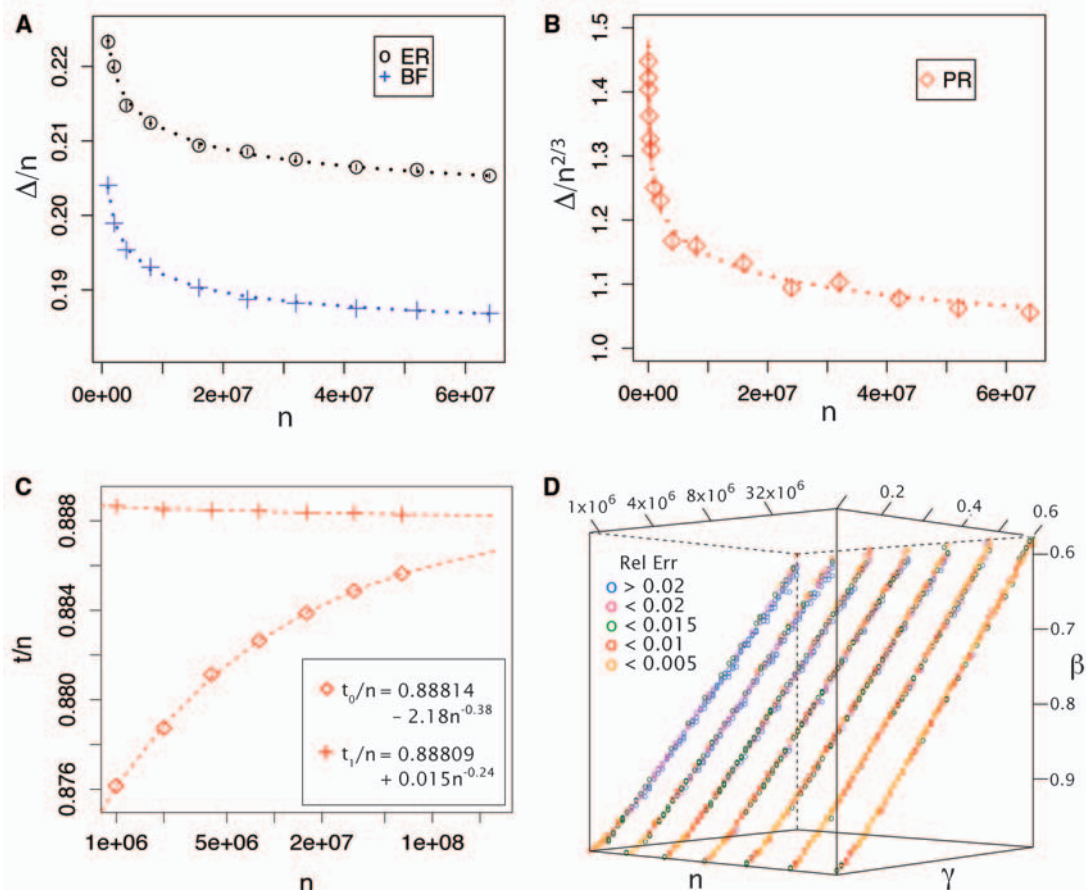 A
ER
BF
0.22
0.21
0.20
0.19
Δ/n
0e+00
2e+07
4e+07
6e+07
n
B
PR
1.5
1.4
1.3
1.2
1.1
1.0
Δ/n2/3
0e+00
2e+07
4e+07
6e+07
n
C
0.888
0.884
0.880
0.876
t/n
t0/n = 0.88814
– 2.18n-0.38
t1/n = 0.88809
+ 0.015n-0.24
1e+06
5e+06
2e+07
1e+08
n
D
1x10^6
4x10^6
8x10^6
32x10^6
0.2
0.4
0.6
Rel Err
> 0.02
< 0.02
< 0.015
< 0.01
< 0.005
0.6
0.7
β
0.8
0.9
n
γ